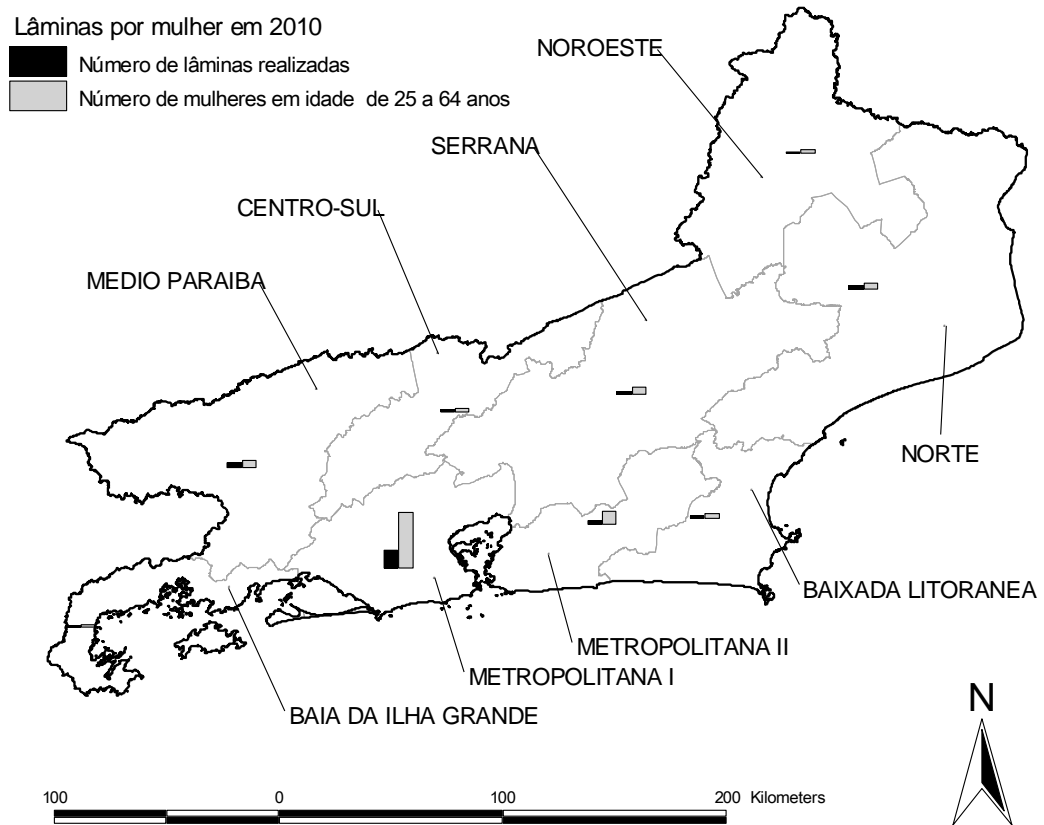 Lâminas por mulher em 2010
Número de lâminas realizadas
Número de mulheres em idade de 25 a 64 anos
NOROESTE
SERRANA
CENTRO-SUL
MEDIO PARAIBA
NORTE
BAIXADA LITORANEA
METROPOLITANA II
METROPOLITANA I
BAIA DA ILHA GRANDE
N
100 0 100 200 Kilometers